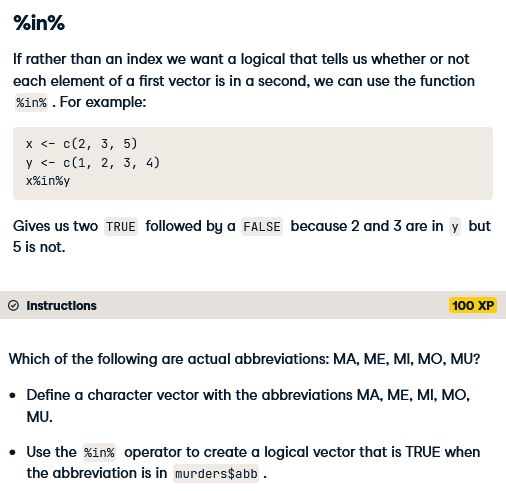 %in%
If rather than an index we want a logical that tells us whether or not
each element of a first vector is in a second, we can use the function
%in% . For example:
x <- c(2, 3, 5)
y <- c(1, 2, 3, 4)
x%in%y
Gives us two TRUE followed by a FALSE because 2 and 3 are in y but
5 is not.
Instructions 100 XP
Which of the following are actual abbreviations: MA, ME, MI, MO, MU?
• Define a character vector with the abbreviations MA, ME, MI, MO,
MU.
• Use the %in% operator to create a logical vector that is TRUE when
the abbreviation is in murders$abb .